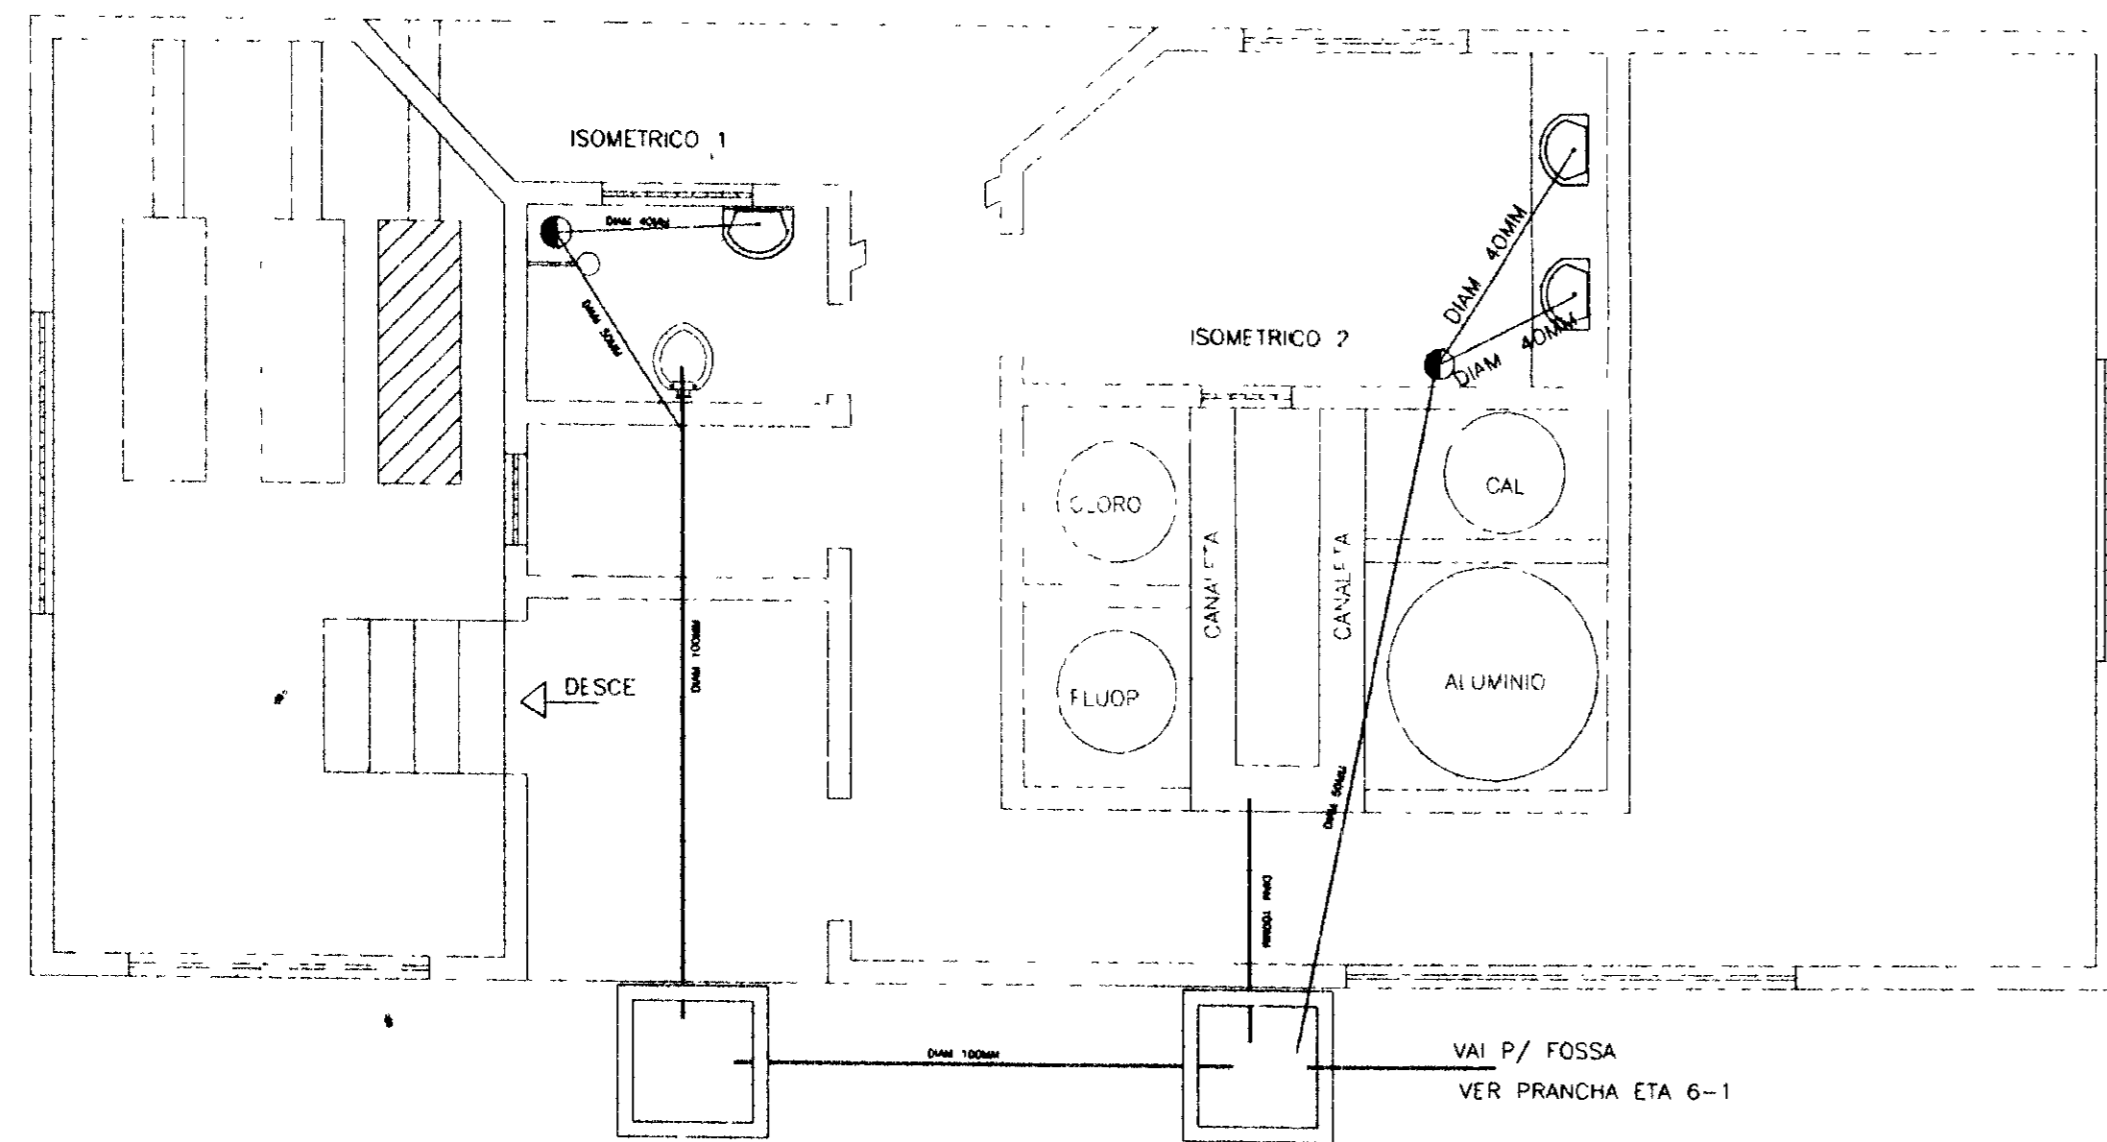 ISOMETRICO 1
DIAM 40MM
DIAM 50MM
DIAM 40MM
ISOMETRICO 2
DIAM 40MM
CLORO
CANALETA
CANALETA
CAL
DIAM 100MM
DESCE
FLUOR
ALUMINIO
DIAM 50MM
DIAM 100MM
DIAM 100MM
VAI P/ FOSSA
VER PRANCHA ETA 6-1